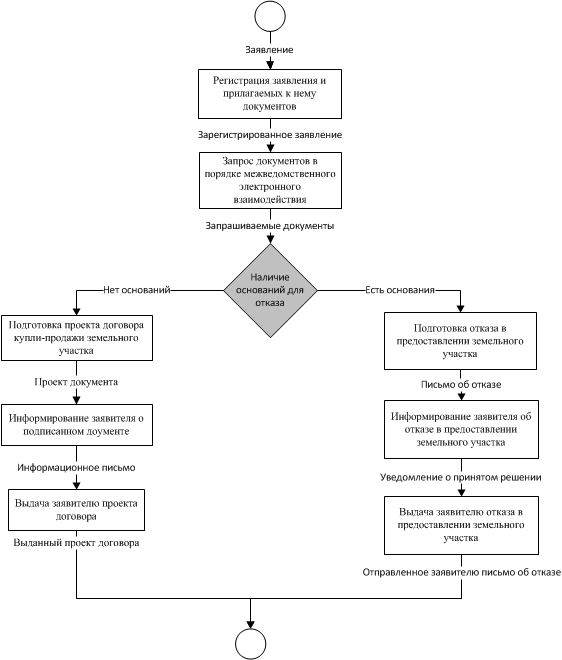 Заявление
Регистрация заявления и
прилагаемых к нему
документов
Зарегистрированное заявление
Запрос документов в
порядке межведомственного
электронного
взаимодействия
Запрашиваемые документы
Наличие
оснований для
отказа
Нет оснований
Подготовка проекта договора
купли-продажи земельного
участка
Проект документа
Информирование заявителя о
подписанном доументе
Информационное письмо
Выдача заявителю проекта
договора
Выданный проект договора
Есть основания
Подготовка отказа в
предоставлении земельного
участка
Письмо об отказе
Информирование заявителя об
отказе в предоставлении
земельного участка
Уведомление о принятом решении
Выдача заявителю отказа в
предоставлении земельного
участка
Отправленное заявителю письмо об отказе